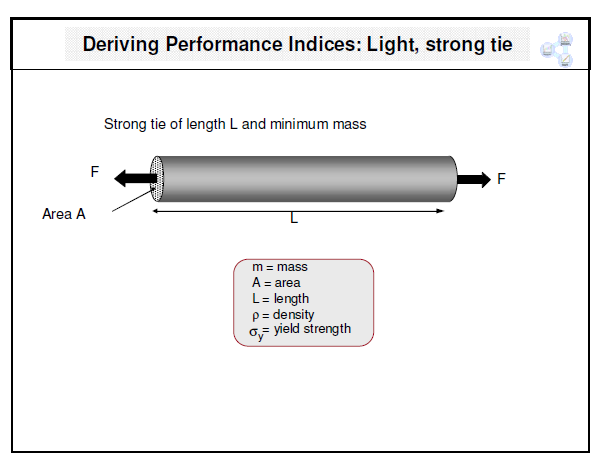 Deriving Performance Indices: Light, strong tie
Strong tie of length L and minimum mass
F
F
Area A
L
m = mass
A = area
L = length
ρ = density
σy= yield strength